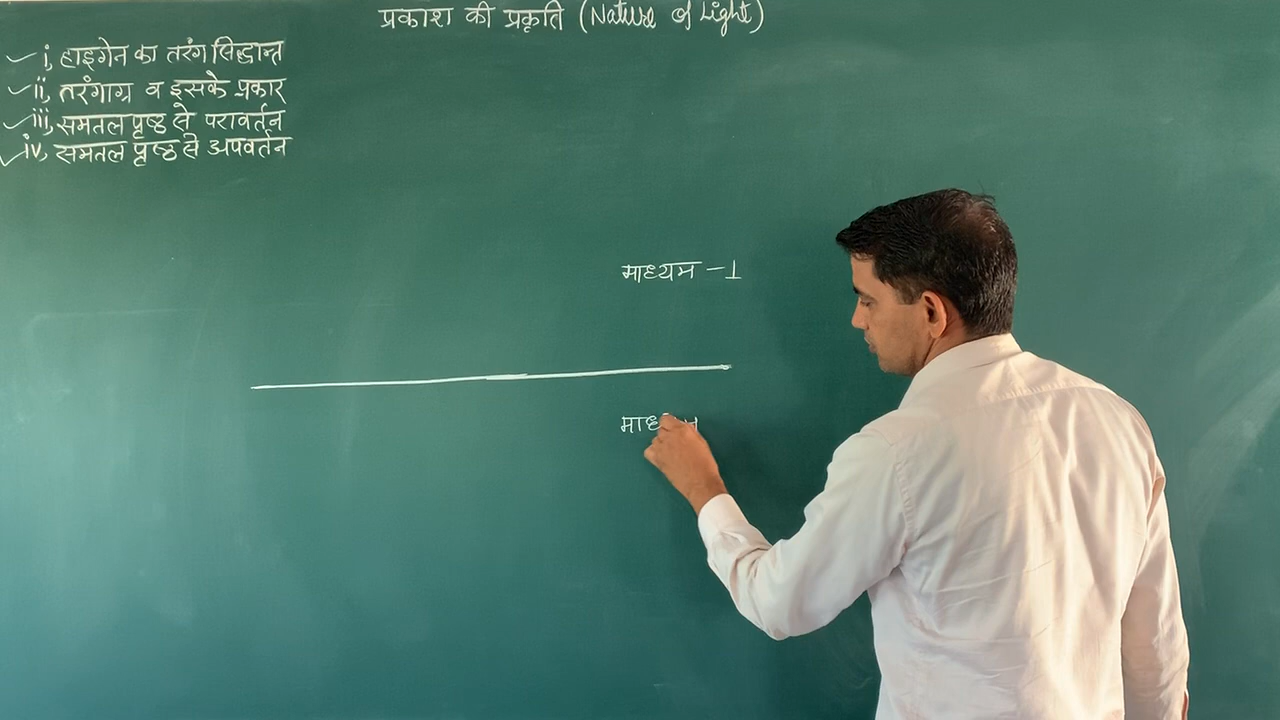 प्रकाश की प्रकृति (Nature of Light)
i, हाइगेन का तरंग सिद्धान्त
ii, तरंगाग्र व इसके प्रकार
iii, समतल पृष्ठ से परावर्तन
iv, समतल पृष्ठ से अपवर्तन
माध्यम -1